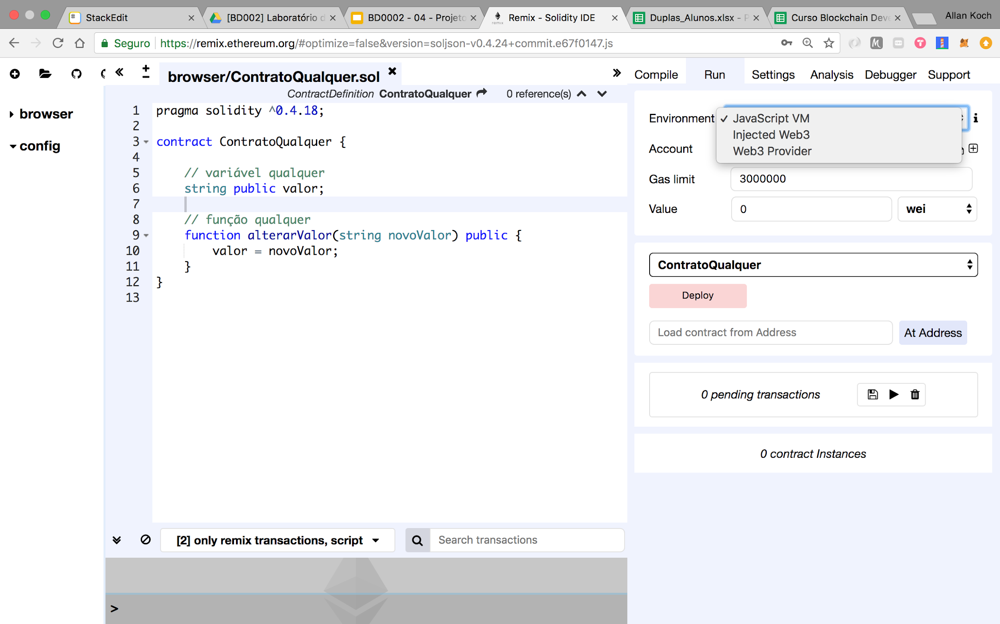 StackEdit
[BD002] Laboratório d
BD0002 - 04 - Projeto
remix
Remix - Solidity IDE
Duplas_Alunos.xlsx - P
Curso Blockchain Deve
Allan Koch
Seguro
https://remix.ethereum.org/#optimize=false&version=soljson-v0.4.24+commit.e67f0147.js
browser/ContratoQualquer.sol
Compile
Run
Settings
Analysis
Debugger
Support
ContractDefinition ContratoQualquer
0 reference(s)
browser
config
1 pragma solidity ^0.4.18;
2
3 contract ContratoQualquer {
4
5 // variável qualquer
6 string public valor;
7
8 // função qualquer
9 function alterarValor(string novoValor) public {
10 valor = novoValor;
11 }
12 }
13
Environment
✓ JavaScript VM
Injected Web3
Web3 Provider
Account
Gas limit 3000000
Value 0 wei
ContratoQualquer
Deploy
Load contract from Address At Address
0 pending transactions
0 contract Instances
[2] only remix transactions, script
Search transactions
>